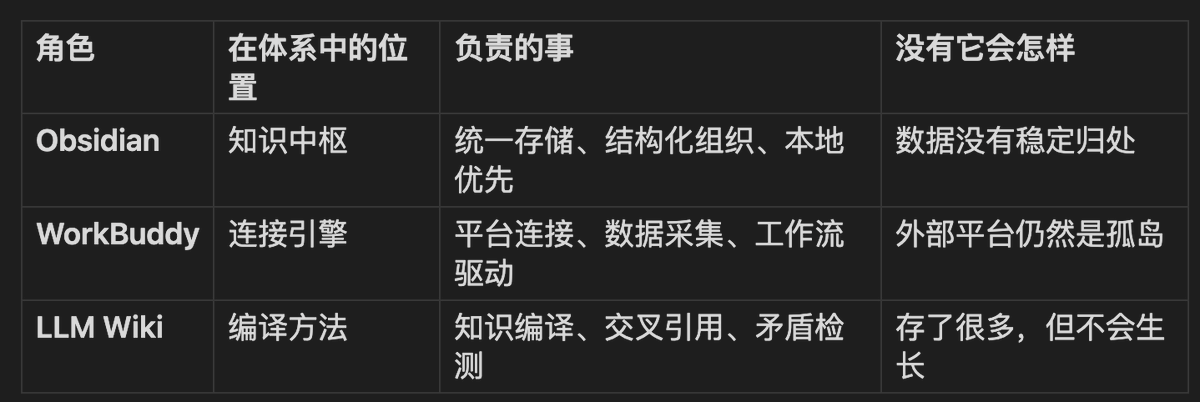 角色
在体系中的位
置
负责的事
没有它会怎样
Obsidian
知识中枢
统一存储、结构化组织、本地
优先
数据没有稳定归处
WorkBuddy
连接引擎
平台连接、数据采集、工作流
驱动
外部平台仍然是孤岛
LLM Wiki
编译方法
知识编译、交叉引用、矛盾检
测
存了很多，但不会生
长